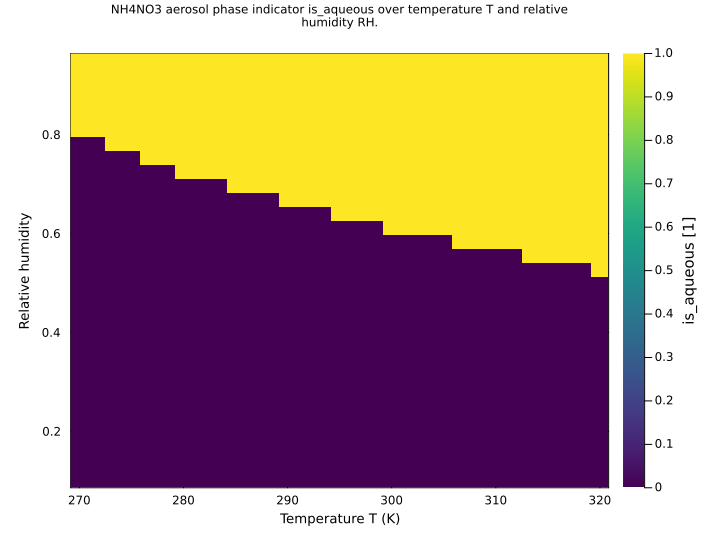 NH4NO3 aerosol phase indicator is_aqueous over temperature T and relative
humidity RH.
1.0
0.9
0.8
0.7
0.6
0.5
0.4
0.3
0.2
0.1
0
is_aqueous [1]
0.8
0.6
0.4
0.2
Relative humidity
270 280 290 300 310 320
Temperature T (K)